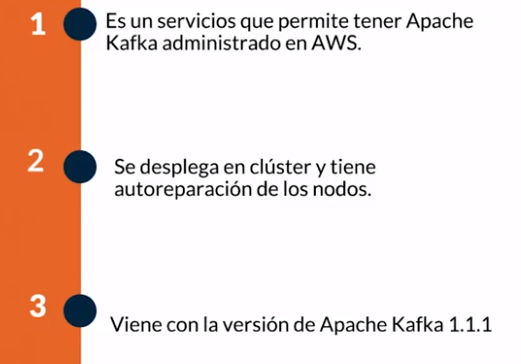 1
Es un servicios que permite tener Apache
Kafka administrado en AWS.
2
Se desplega en clúster y tiene
autoreparación de los nodos.
3
Viene con la versión de Apache Kafka 1.1.1